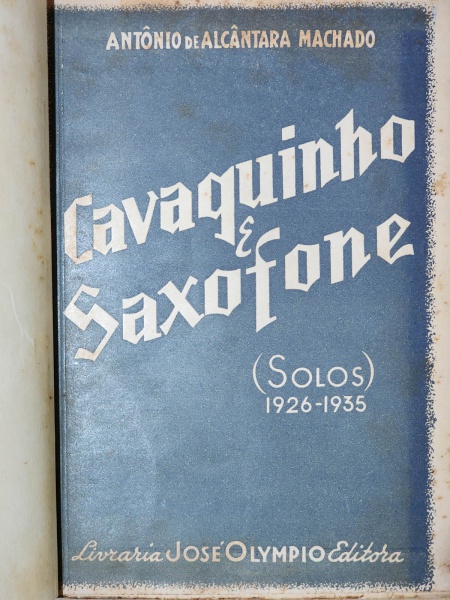 ANTÔNIO DE ALCÂNTARA MACHADO
Cavaquinho
E
Saxofone
(SOLOS)
1926-1935
Livraria JOSÉ OLYMPIO Editora